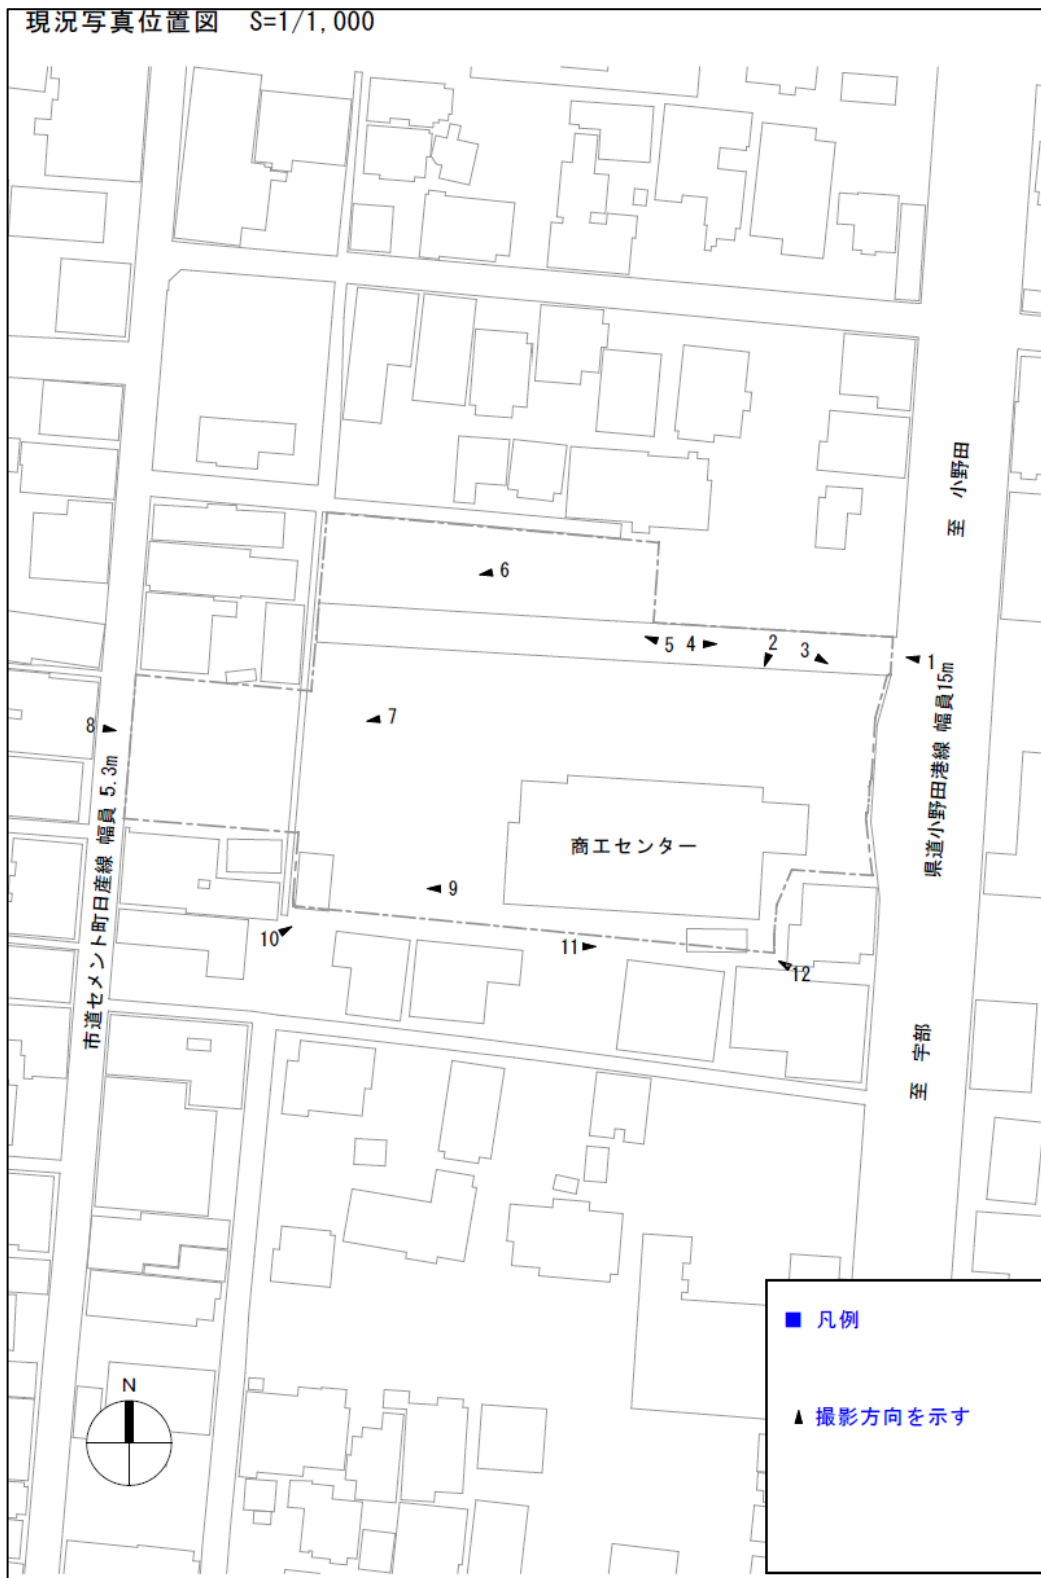 現況写真位置図 S=1/1,000
至 小野田
6
5
4
2
3
1
県道小野田港線 幅員15m
7
8
市道セメント町日産線 幅員 5.3m
商工センター
9
10
11
12
至 宇部
■ 凡例
撮影方向を示す
N